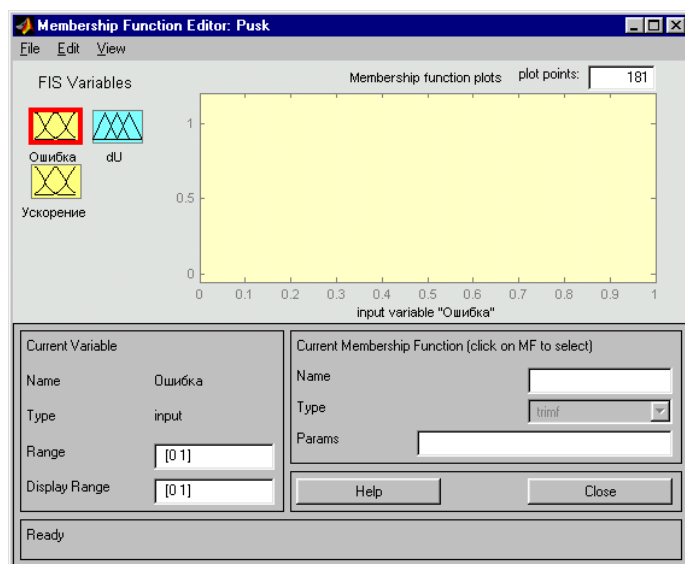 Membership Function Editor: Pusk
File Edit View
FIS Variables
Membership function plots plot points: 181
Ошибка dU
Ускорение
1
0.5
0
0 0.1 0.2 0.3 0.4 0.5 0.6 0.7 0.8 0.9 1
input variable "Ошибка"
Current Variable
Name Ошибка
Type input
Range [0 1]
Display Range [0 1]
Current Membership Function (click on MF to select)
Name
Type trimf
Params
Help Close
Ready